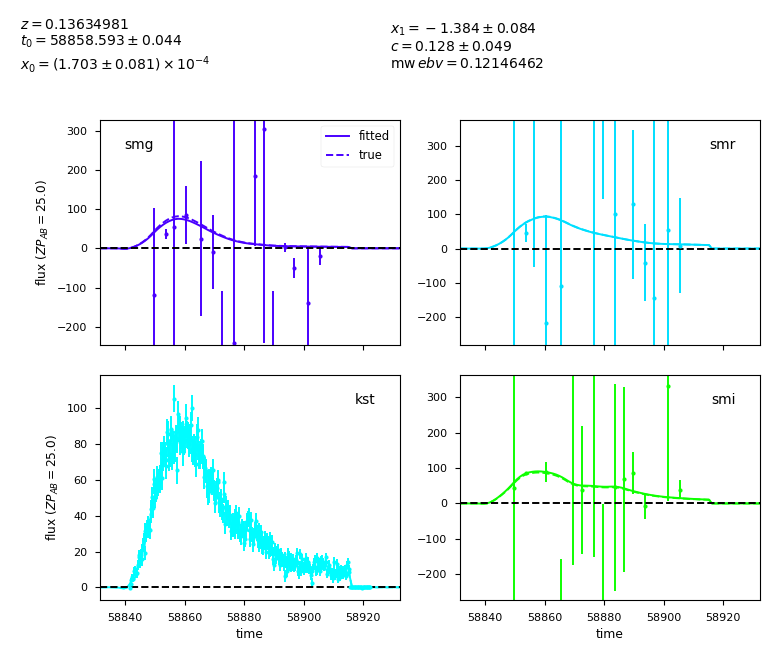 z = 0.13634981
t₀ = 58858.593 ± 0.044
x₀ = (1.703 ± 0.081) × 10⁻⁴
x₁ = −1.384 ± 0.084
c = 0.128 ± 0.049
mw ebv = 0.12146462
smg
fitted
true
300
200
100
0
−100
−200
flux (ZP_AB = 25.0)
smr
300
200
100
0
−100
−200
kst
100
80
60
40
20
0
flux (ZP_AB = 25.0)
58840 58860 58880 58900 58920
time
smi
300
200
100
0
−100
−200
58840 58860 58880 58900 58920
time